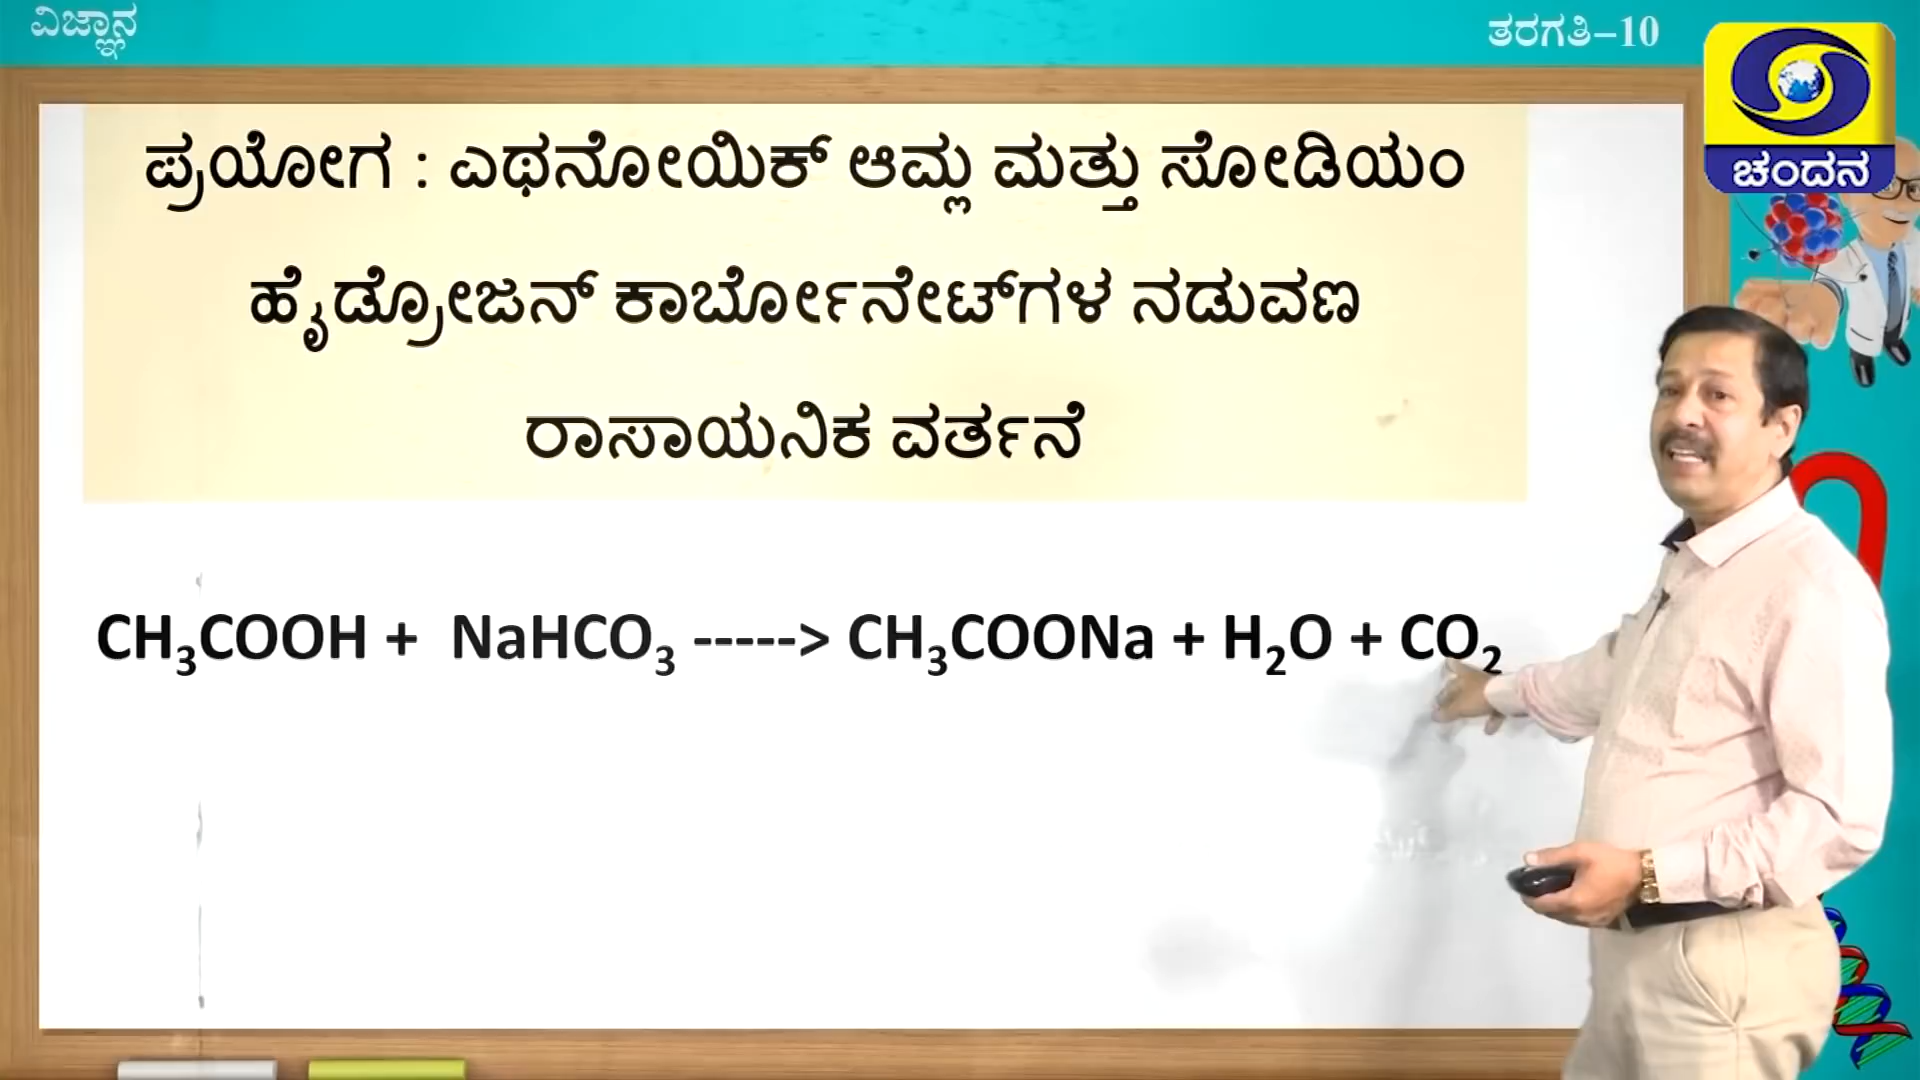 ವಿಜ್ಞಾನ
ತರಗತಿ–10
ಚಂದನ
ಪ್ರಯೋಗ : ಎಥನೋಯಿಕ್ ಆಮ್ಲ ಮತ್ತು ಸೋಡಿಯಂ
ಹೈಡ್ರೋಜನ್ ಕಾರ್ಬೋನೇಟ್‌ಗಳ ನಡುವಣ
ರಾಸಾಯನಿಕ ವರ್ತನೆ
CH₃COOH + NaHCO₃ -----> CH₃COONa + H₂O + CO₂